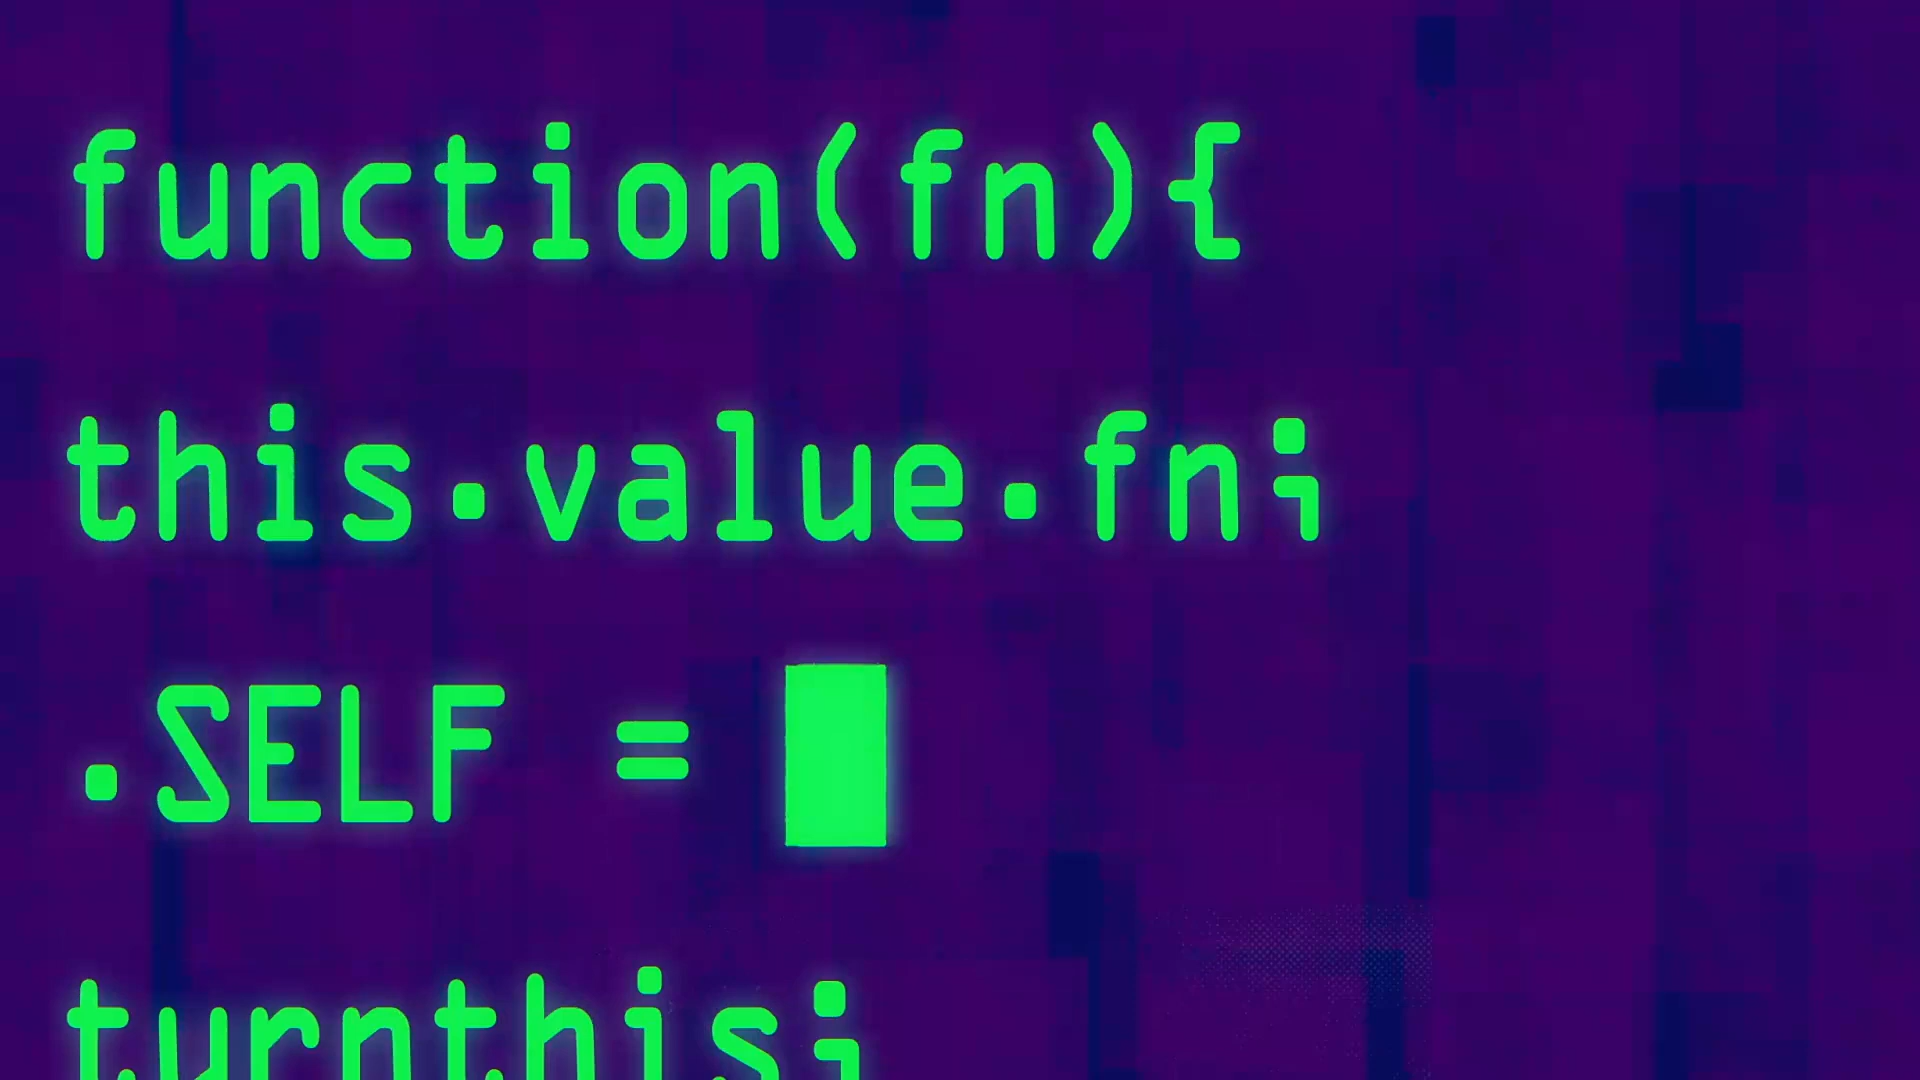 function(fn){
this.value.fn;
.SELF =
turnthis;